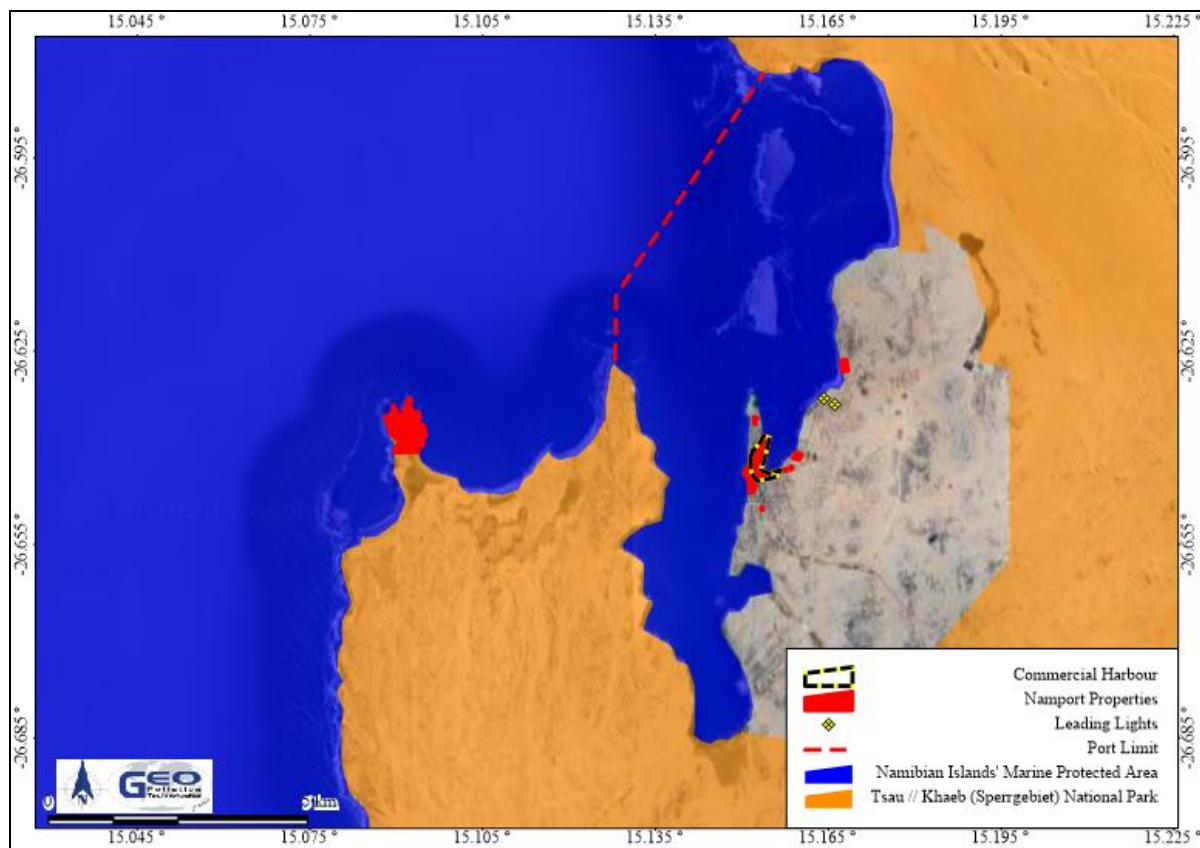 15.045 ° 15.075 ° 15.105 ° 15.135 ° 15.165 ° 15.195 ° 15.225 °
-26.595 ° -26.595 °
-26.625 ° -26.625 °
-26.655 ° -26.655 °
-26.685 ° -26.685 °
Commercial Harbour
Namport Properties
Leading Lights
Port Limit
Namibian Islands' Marine Protected Area
Tsau // Khaeb (Sperrgebiet) National Park
N
GEO
Pollution
Technologies
0 5 km
15.045 ° 15.075 ° 15.105 ° 15.135 ° 15.165 ° 15.195 ° 15.225 °